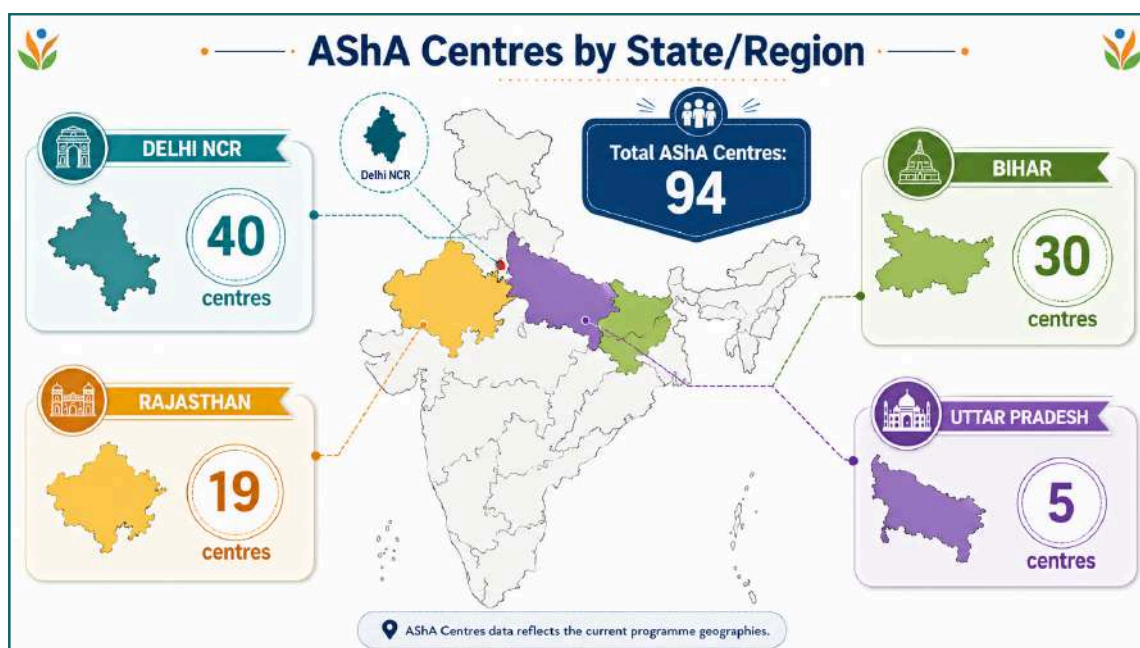 AShA Centres by State/Region
DELHI NCR
40
centres
Delhi NCR
Total AShA Centres:
94
BIHAR
30
centres
RAJASTHAN
19
centres
UTTAR PRADESH
5
centres
AShA Centres data reflects the current programme geographies.